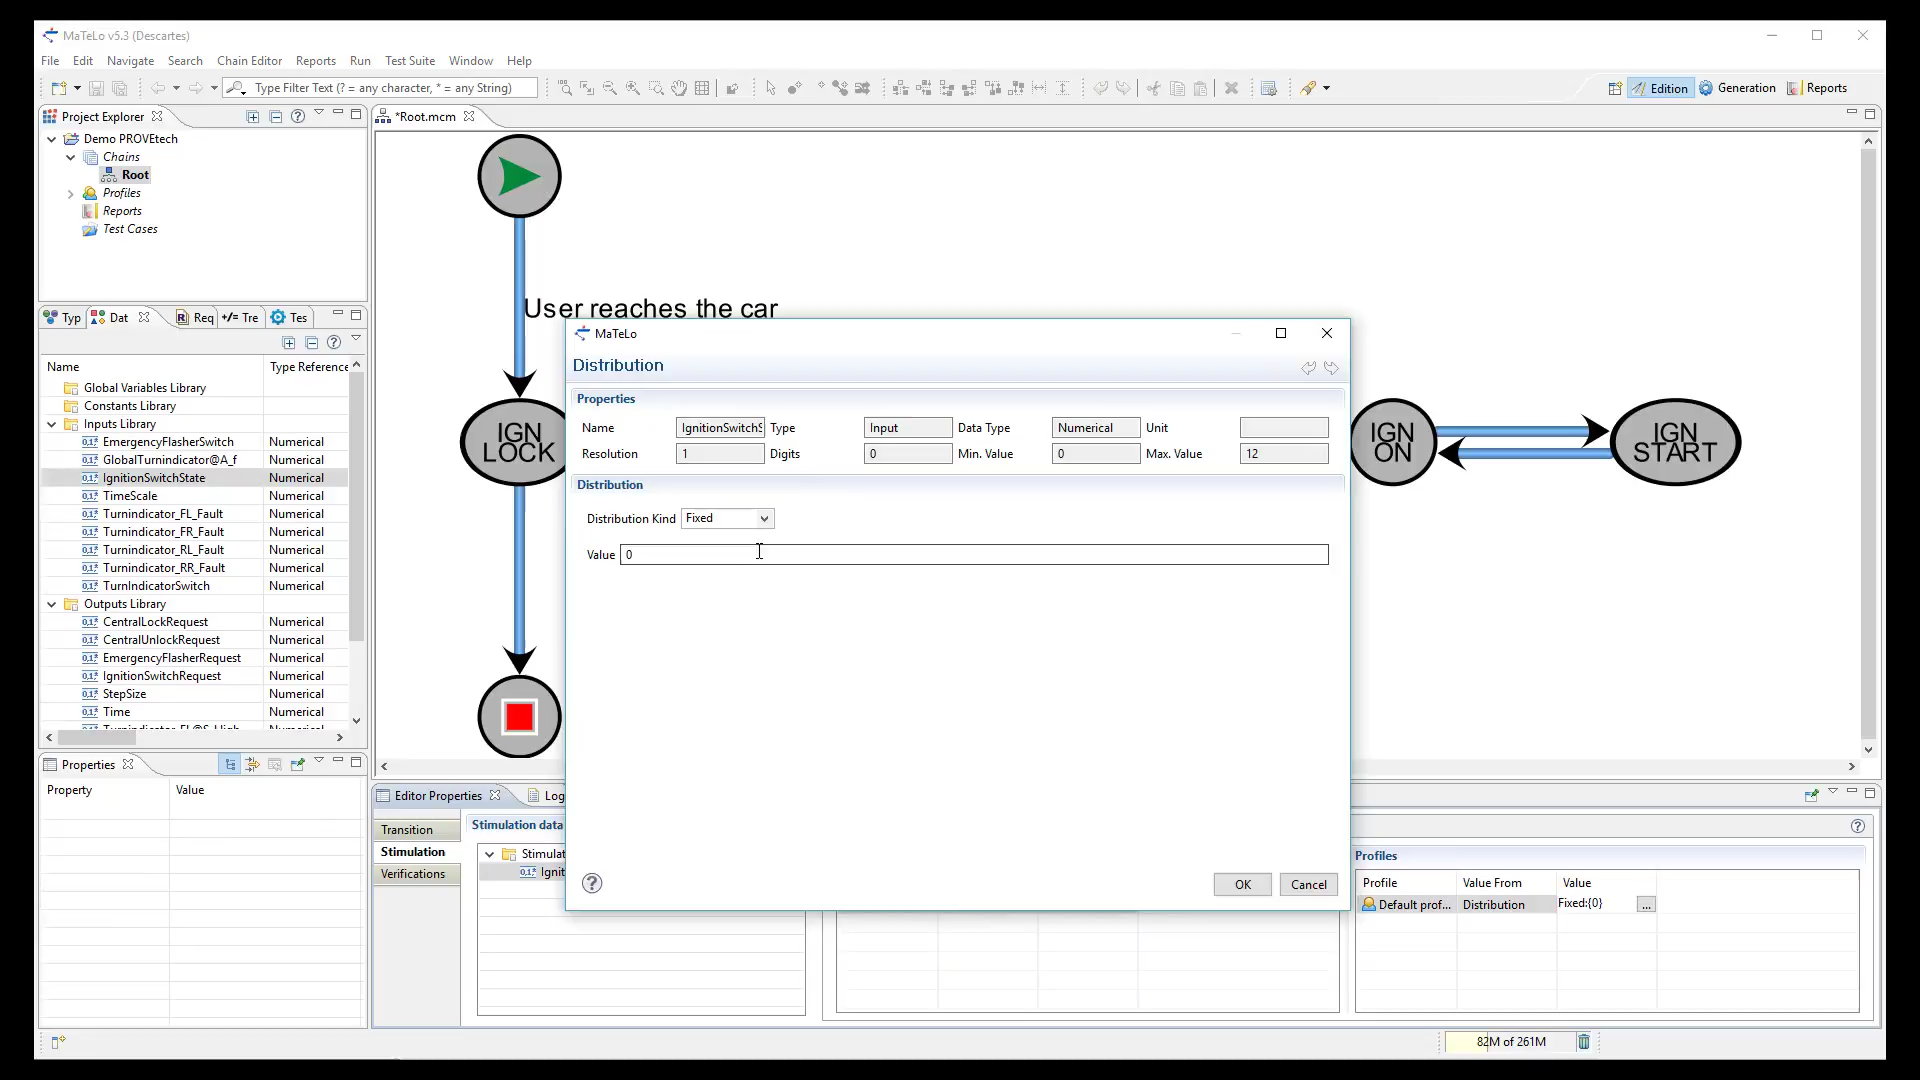 MaTeLo v5.3 (Descartes)
File Edit Navigate Search Chain Editor Reports Run Test Suite Window Help
Type Filter Text (? = any character, * = any String)
Edition Generation Reports
Project Explorer
Demo PROVEtech
Chains
Root
Profiles
Reports
Test Cases
*Root.mcm
User reaches the car
IGN
LOCK
IGN
ON
IGN
START
Typ Dat Req Tre Tes
Name Type Reference
Global Variables Library
Constants Library
Inputs Library
EmergencyFlasherSwitch Numerical
GlobalTurnindicator@A_f Numerical
IgnitionSwitchState Numerical
TimeScale Numerical
Turnindicator_FL_Fault Numerical
Turnindicator_FR_Fault Numerical
Turnindicator_RL_Fault Numerical
Turnindicator_RR_Fault Numerical
TurnIndicatorSwitch Numerical
Outputs Library
CentralLockRequest Numerical
CentralUnlockRequest Numerical
EmergencyFlasherRequest Numerical
IgnitionSwitchRequest Numerical
StepSize Numerical
Time Numerical
MaTeLo
Distribution
Properties
Name IgnitionSwitchS Type Input Data Type Numerical Unit
Resolution 1 Digits 0 Min. Value 0 Max. Value 12
Distribution
Distribution Kind Fixed
Value 0
OK Cancel
Properties
Property Value
Editor Properties Log
Transition
Stimulation
Verifications
Stimulation data
Stimulat
Ignit
Profiles
Profile Value From Value
Default prof... Distribution Fixed:{0} ...
82M of 261M